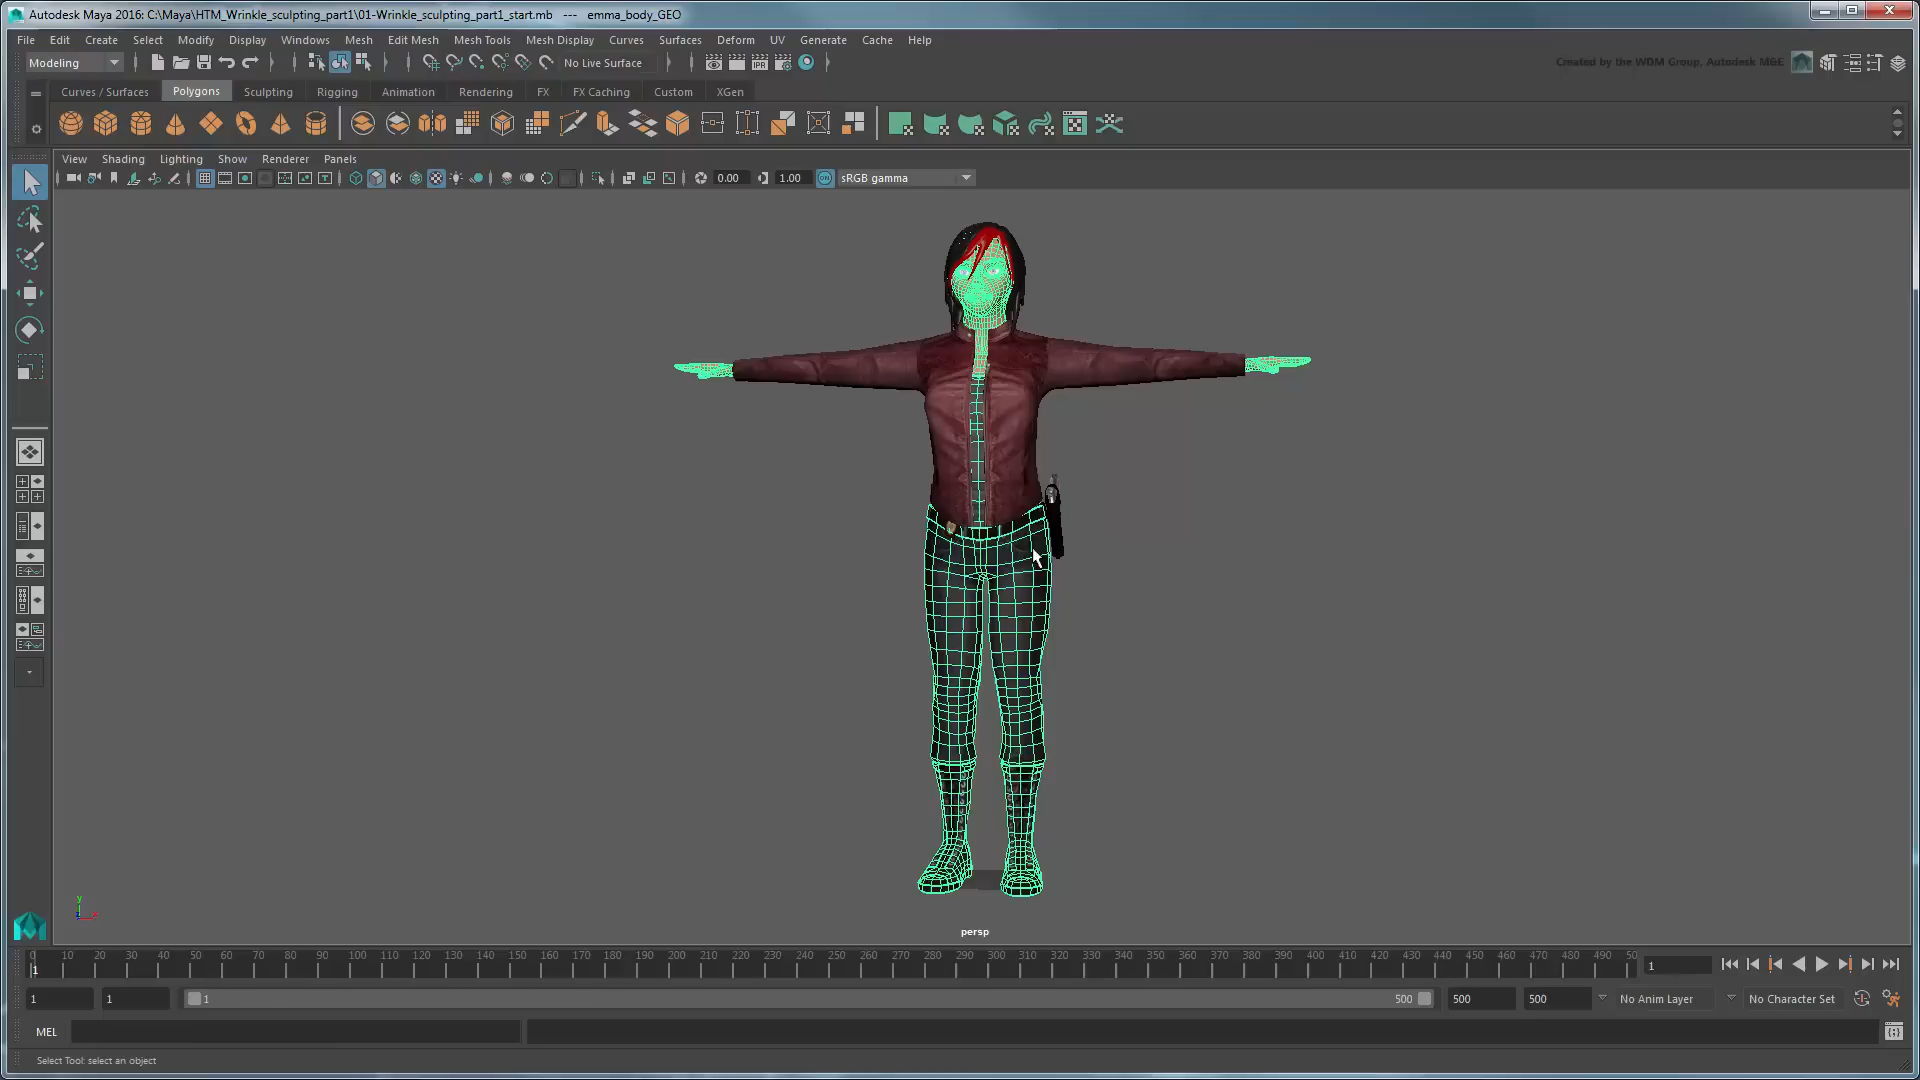 Autodesk Maya 2016: C:\Maya\HTM_Wrinkle_sculpting_part1\01-Wrinkle_sculpting_part1_start.mb --- emma_body_GEO
File Edit Create Select Modify Display Windows Mesh Edit Mesh Mesh Tools Mesh Display Curves Surfaces Deform UV Generate Cache Help
Modeling No Live Surface Created by the WDM Group, Autodesk M&E
Curves / Surfaces Polygons Sculpting Rigging Animation Rendering FX FX Caching Custom XGen
View Shading Lighting Show Renderer Panels
0.00 1.00 ON sRGB gamma
y
persp
0 10 20 30 40 50 60 70 80 90 100 110 120 130 140 150 160 170 180 190 200 210 220 230 240 250 260 270 280 290 300 310 320 330 340 350 360 370 380 390 400 410 420 430 440 450 460 470 480 490 50
1 1
1 1 1 500 500 500 No Anim Layer No Character Set
MEL
Select Tool: select an object